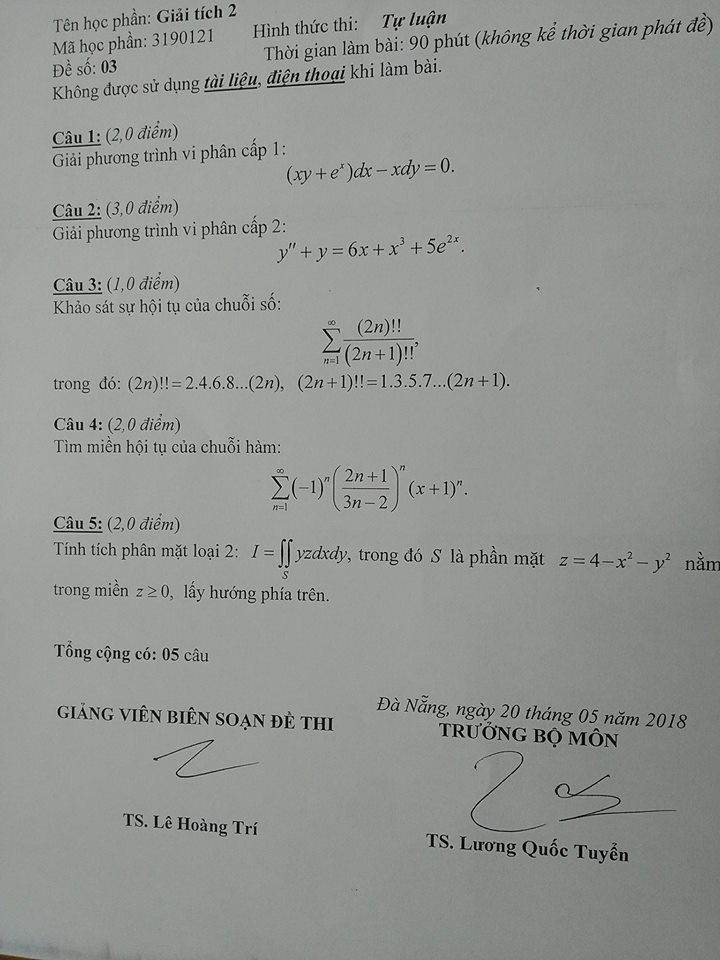 Tên học phần: Giải tích 2
Hình thức thi: Tự luận
Mã học phần: 3190121
Thời gian làm bài: 90 phút (không kể thời gian phát đề)
Đề số: 03
Không được sử dụng tài liệu, điện thoại khi làm bài.
Câu 1: (2,0 điểm)
Giải phương trình vi phân cấp 1:
(xy + e^x)dx − xdy = 0.
Câu 2: (3,0 điểm)
Giải phương trình vi phân cấp 2:
y″ + y = 6x + x^3 + 5e^{2x}.
Câu 3: (1,0 điểm)
Khảo sát sự hội tụ của chuỗi số:
\sum_{n=1}^{∞} \frac{(2n)!!}{(2n+1)!!},
trong đó: (2n)!! = 2.4.6.8...(2n), (2n+1)!! = 1.3.5.7...(2n+1).
Câu 4: (2,0 điểm)
Tìm miền hội tụ của chuỗi hàm:
\sum_{n=1}^{∞} (−1)^n \left(\frac{2n+1}{3n−2}\right)^n (x+1)^n.
Câu 5: (2,0 điểm)
Tính tích phân mặt loại 2: I = ∬_S yzdxdy, trong đó S là phần mặt z = 4 − x^2 − y^2 nằm
trong miền z ≥ 0, lấy hướng phía trên.
Tổng cộng có: 05 câu
Đà Nẵng, ngày 20 tháng 05 năm 2018
GIẢNG VIÊN BIÊN SOẠN ĐỀ THI
TRƯỞNG BỘ MÔN
TS. Lê Hoàng Trí
TS. Lương Quốc Tuyển